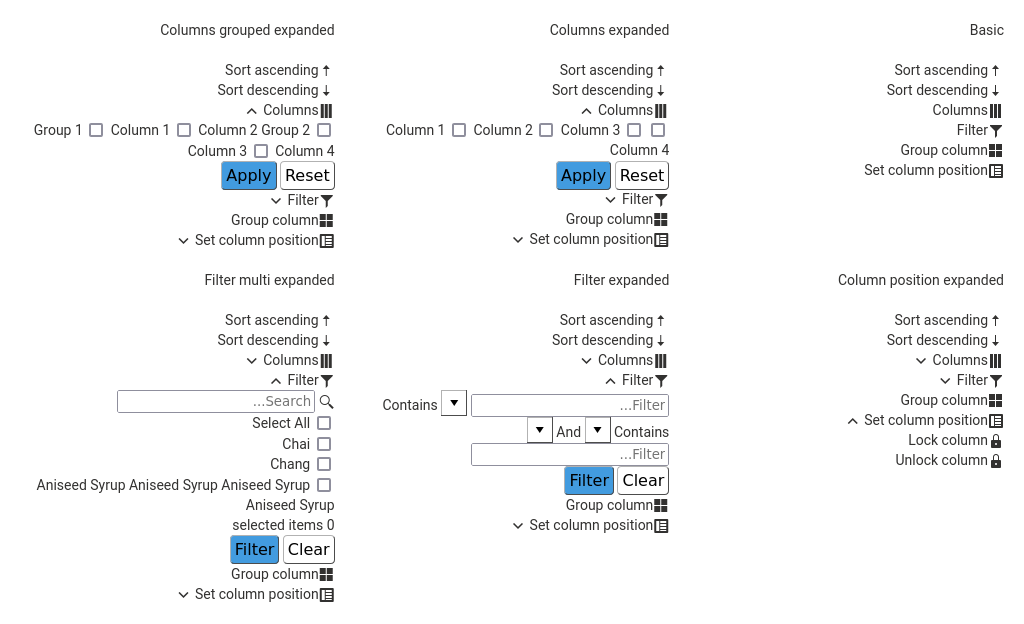 Basic
Sort ascending
Sort descending
Columns
Filter
Group column
Set column position
Columns expanded
Sort ascending
Sort descending
Columns
Column 1 Column 2 Column 3
Column 4
Apply Reset
Filter
Group column
Set column position
Columns grouped expanded
Sort ascending
Sort descending
Columns
Group 1 Column 1 Column 2 Group 2
Column 3 Column 4
Apply Reset
Filter
Group column
Set column position
Column position expanded
Sort ascending
Sort descending
Columns
Filter
Group column
Set column position
Lock column
Unlock column
Filter expanded
Sort ascending
Sort descending
Columns
Filter
Contains ...Filter
And Contains
...Filter
Filter Clear
Group column
Set column position
Filter multi expanded
Sort ascending
Sort descending
Columns
Filter
...Search
Select All
Chai
Chang
Aniseed Syrup Aniseed Syrup Aniseed Syrup
Aniseed Syrup
selected items 0
Filter Clear
Group column
Set column position